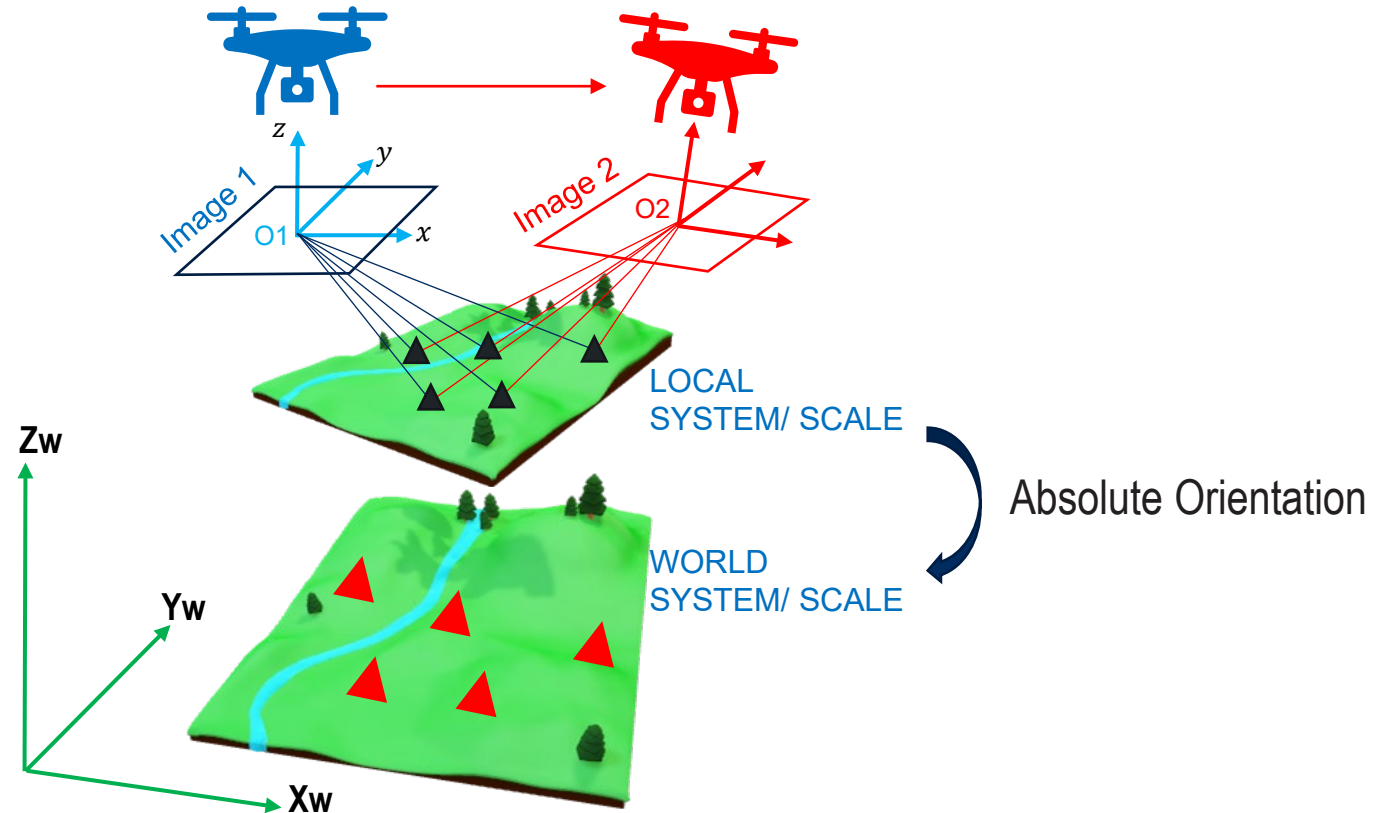 z
y
Image 1
O1
x
Image 2
O2
LOCAL
SYSTEM/ SCALE
Zw
Absolute Orientation
WORLD
SYSTEM/ SCALE
Yw
Xw